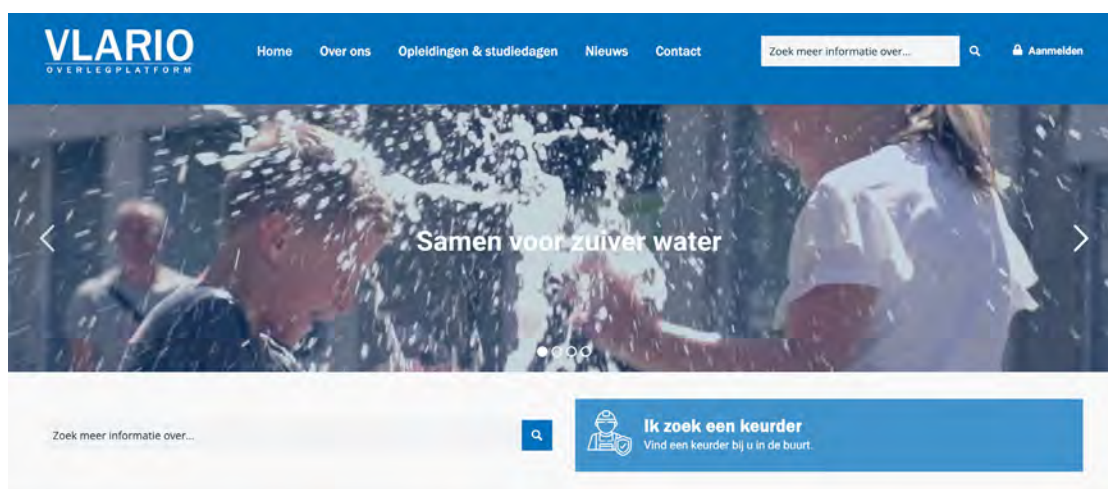 VLARIO
OVERLEGPLATFORM
Home Over ons Opleidingen & studiedagen Nieuws Contact
Zoek meer informatie over...
Aanmelden
Samen voor zuiver water
Zoek meer informatie over...
Ik zoek een keurder
Vind een keurder bij u in de buurt.